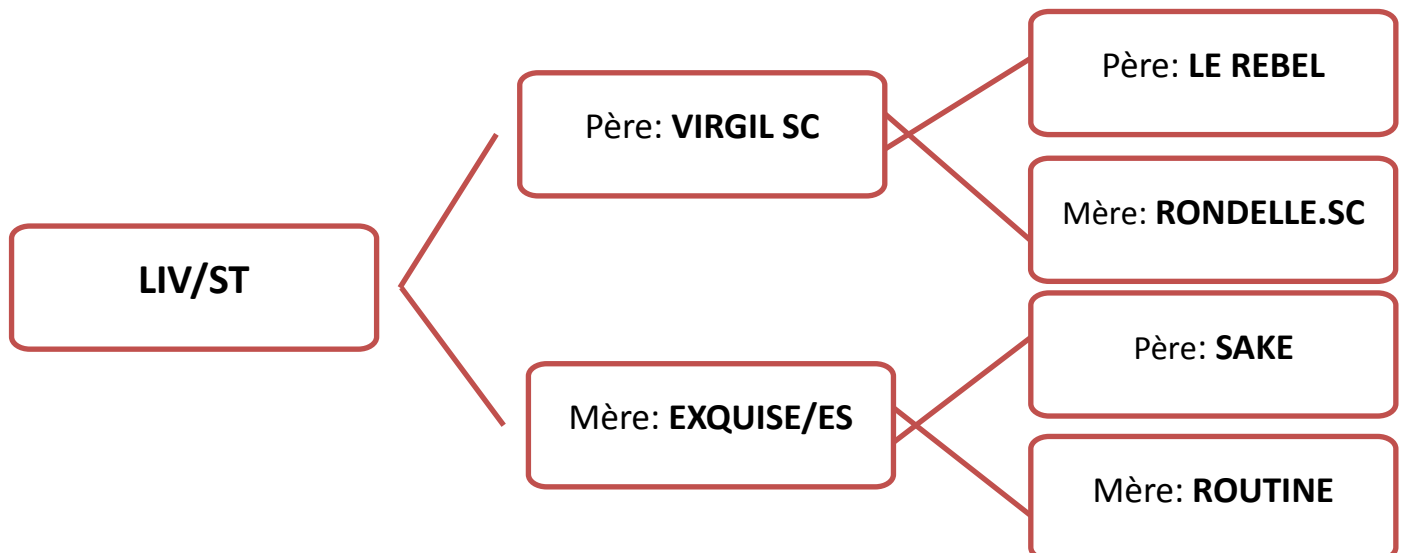 Père: LE REBEL
Père: VIRGIL SC
Mère: RONDELLE.SC
LIV/ST
Père: SAKE
Mère: EXQUISE/ES
Mère: ROUTINE